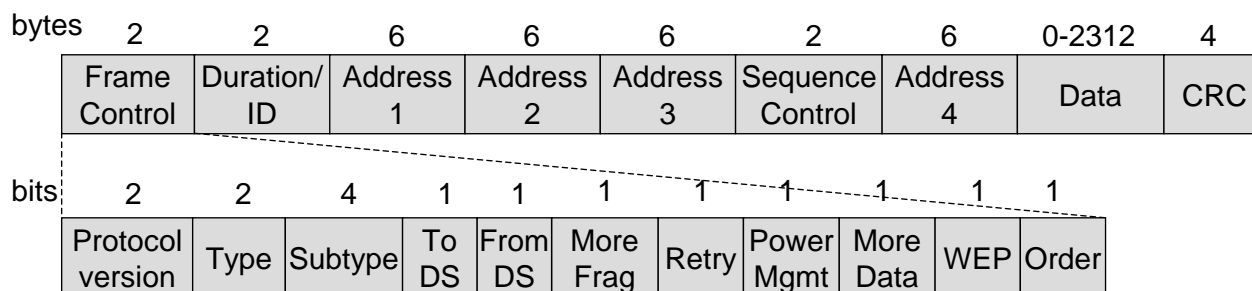 bytes 2 2 6 6 6 2 6 0-2312 4
Frame Duration/ Address Address Address Sequence Address Data CRC
Control ID 1 2 3 Control 4
bits 2 2 4 1 1 1 1 1 1 1 1
Protocol Type Subtype To From More Retry Power More WEP Order
version DS DS Frag Mgmt Data